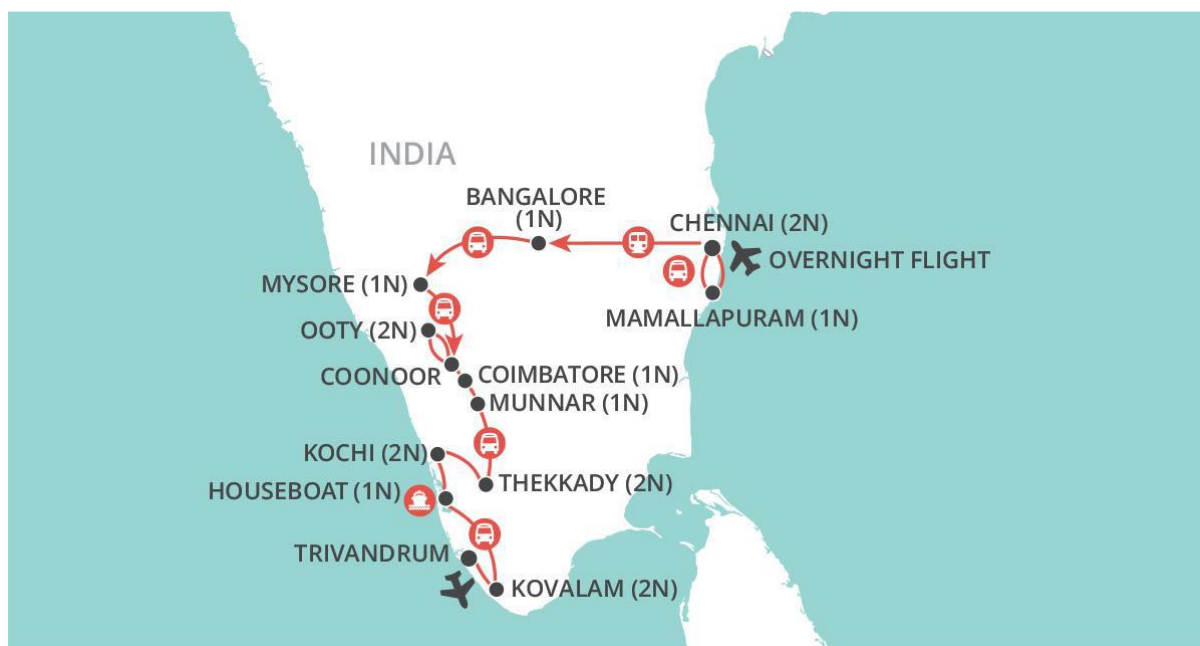 INDIA
BANGALORE
(1N)
CHENNAI (2N)
OVERNIGHT FLIGHT
MYSORE (1N)
MAMALLAPURAM (1N)
OOTY (2N)
COONOOR
COIMBATORE (1N)
MUNNAR (1N)
KOCHI (2N)
THEKKADY (2N)
HOUSEBOAT (1N)
TRIVANDRUM
KOVALAM (2N)